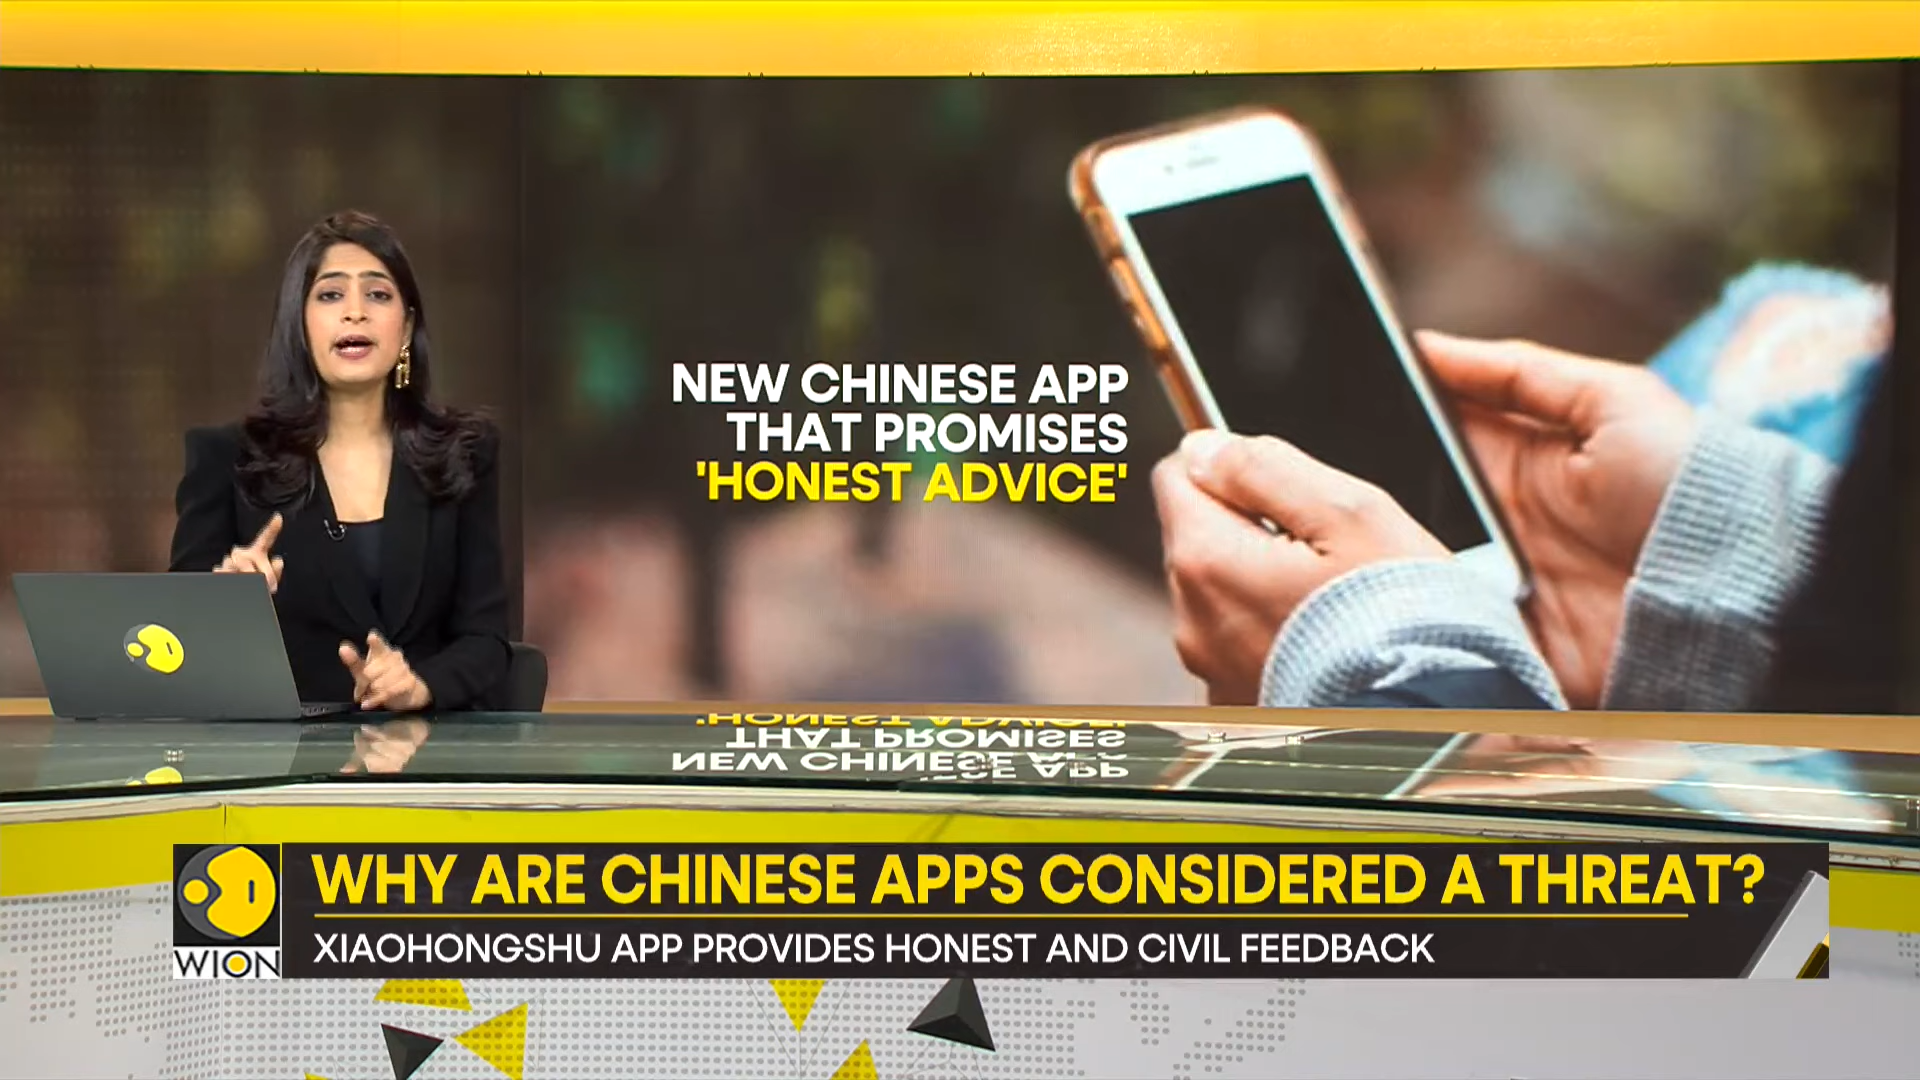 NEW CHINESE APP
THAT PROMISES
'HONEST ADVICE'
WHY ARE CHINESE APPS CONSIDERED A THREAT?
XIAOHONGSHU APP PROVIDES HONEST AND CIVIL FEEDBACK
WION